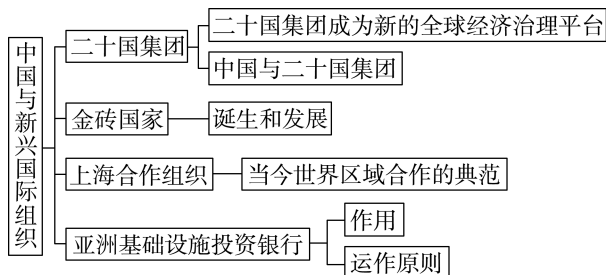 中国与新兴国际组织
二十国集团
二十国集团成为新的全球经济治理平台
中国与二十国集团
金砖国家
诞生和发展
上海合作组织
当今世界区域合作的典范
亚洲基础设施投资银行
作用
运作原则